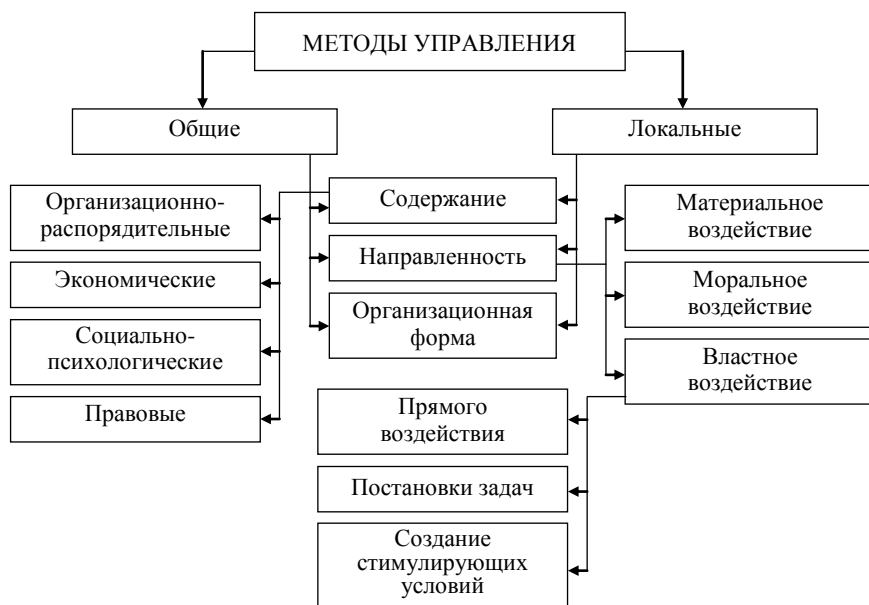 МЕТОДЫ УПРАВЛЕНИЯ
Общие
Локальные
Организационно-
распорядительные
Экономические
Социально-
психологические
Правовые
Содержание
Направленность
Организационная
форма
Материальное
воздействие
Моральное
воздействие
Властное
воздействие
Прямого
воздействия
Постановки задач
Создание
стимулирующих
условий